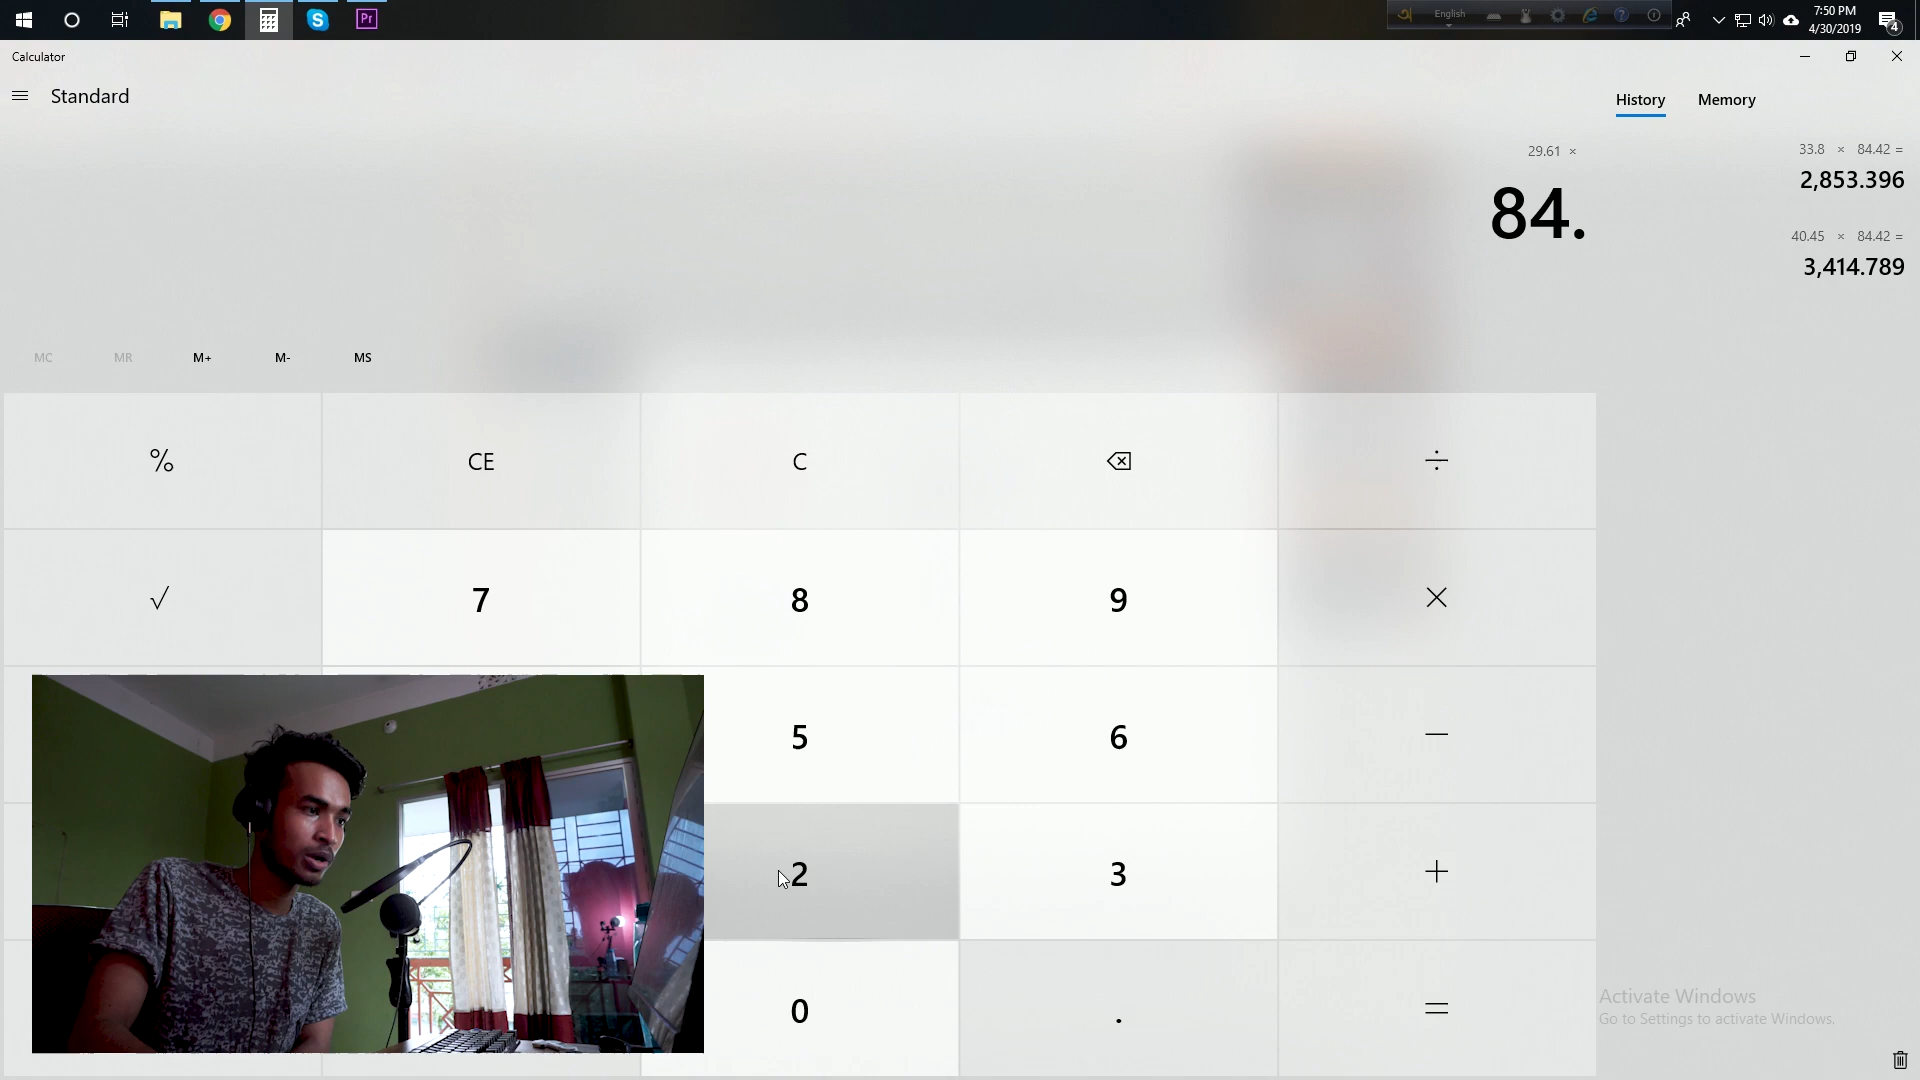 Pr
English
7:50 PM
4/30/2019
4
Calculator
Standard
History
Memory
29.61 ×
84.
33.8 × 84.42 =
2,853.396
40.45 × 84.42 =
3,414.789
MC
MR
M+
M-
MS
%
CE
C
÷
√
7
8
9
×
5
6
−
2
3
+
0
.
=
Activate Windows
Go to Settings to activate Windows.